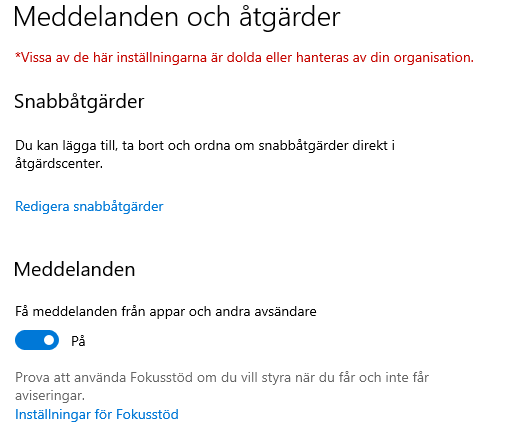 Meddelanden och åtgärder
*Vissa av de här inställningarna är dolda eller hanteras av din organisation.
Snabbåtgärder
Du kan lägga till, ta bort och ordna om snabbåtgärder direkt i
åtgärdscenter.
Redigera snabbåtgärder
Meddelanden
Få meddelanden från appar och andra avsändare
På
Prova att använda Fokusstöd om du vill styra när du får och inte får
aviseringar.
Inställningar för Fokusstöd